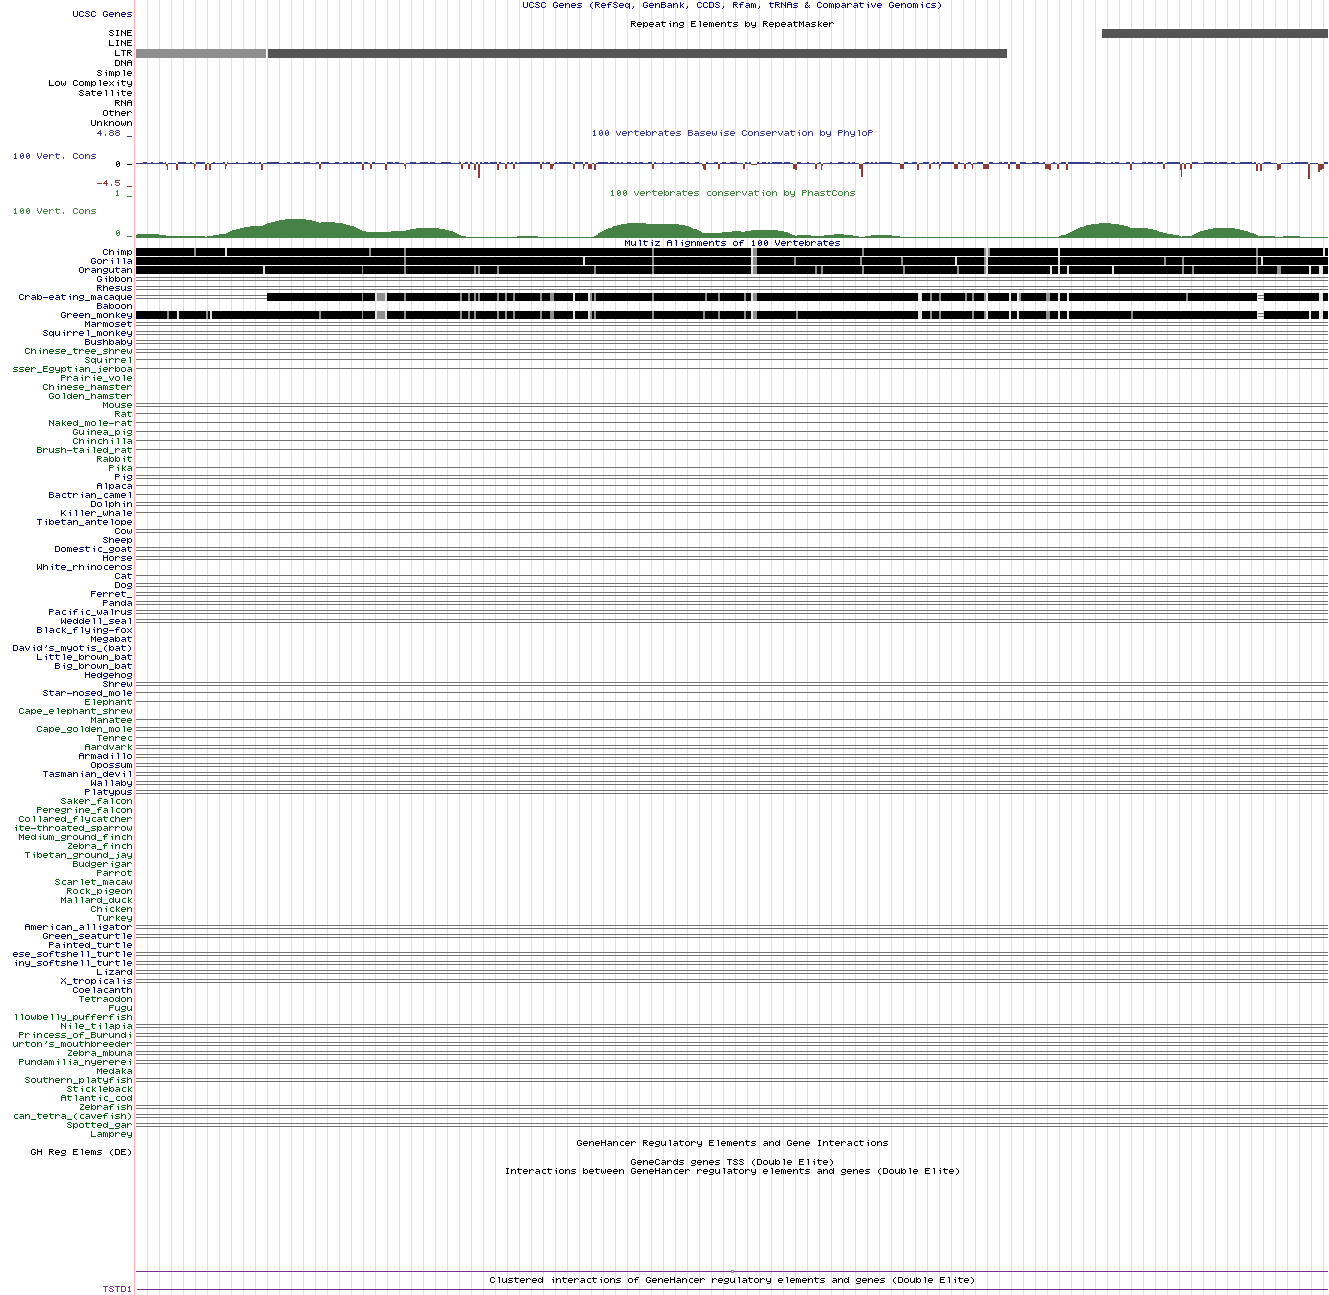 UCSC Genes (RefSeq, GenBank, CCDS, Rfam, tRNAs & Comparative Genomics)
UCSC Genes
Repeating Elements by RepeatMasker
SINE
LINE
LTR
DNA
Simple
Low Complexity
Satellite
RNA
Other
Unknown
4.88 _
100 vertebrates Basewise Conservation by PhyloP
100 Vert. Cons
0 _
-4.5 _
100 vertebrates conservation by PhastCons
1 _
100 Vert. Cons
0 _
Multiz Alignments of 100 Vertebrates
Chimp
Gorilla
Orangutan
Gibbon
Rhesus
Crab-eating_macaque
Baboon
Green_monkey
Marmoset
Squirrel_monkey
Bushbaby
Chinese_tree_shrew
Squirrel
sser_Egyptian_jerboa
Prairie_vole
Chinese_hamster
Golden_hamster
Mouse
Rat
Naked_mole-rat
Guinea_pig
Chinchilla
Brush-tailed_rat
Rabbit
Pika
Pig
Alpaca
Bactrian_camel
Dolphin
Killer_whale
Tibetan_antelope
Cow
Sheep
Domestic_goat
Horse
White_rhinoceros
Cat
Dog
Ferret_
Panda
Pacific_walrus
Weddell_seal
Black_flying-fox
Megabat
David's_myotis_(bat)
Little_brown_bat
Big_brown_bat
Hedgehog
Shrew
Star-nosed_mole
Elephant
Cape_elephant_shrew
Manatee
Cape_golden_mole
Tenrec
Aardvark
Armadillo
Opossum
Tasmanian_devil
Wallaby
Platypus
Saker_falcon
Peregrine_falcon
Collared_flycatcher
ite-throated_sparrow
Medium_ground_finch
Zebra_finch
Tibetan_ground_jay
Budgerigar
Parrot
Scarlet_macaw
Rock_pigeon
Mallard_duck
Chicken
Turkey
American_alligator
Green_seaturtle
Painted_turtle
ese_softshell_turtle
iny_softshell_turtle
Lizard
X_tropicalis
Coelacanth
Tetraodon
Fugu
llowbelly_pufferfish
Nile_tilapia
Princess_of_Burundi
urton's_mouthbreeder
Zebra_mbuna
Pundamilia_nyererei
Medaka
Southern_platyfish
Stickleback
Atlantic_cod
Zebrafish
can_tetra_(cavefish)
Spotted_gar
Lamprey
GeneHancer Regulatory Elements and Gene Interactions
GH Reg Elems (DE)
GeneCards genes TSS (Double Elite)
Interactions between GeneHancer regulatory elements and genes (Double Elite)
Clustered interactions of GeneHancer regulatory elements and genes (Double Elite)
TSTD1